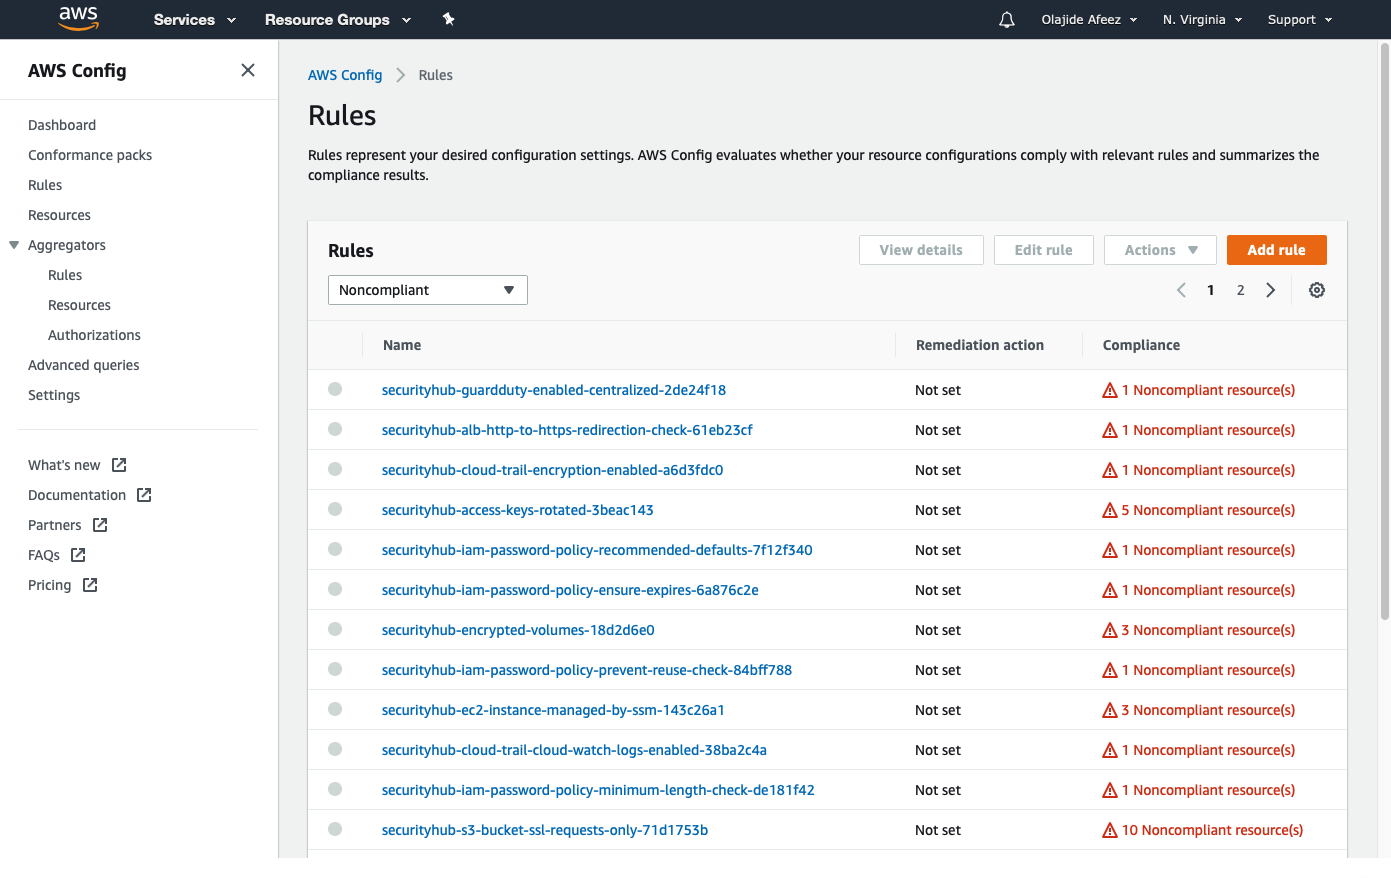 aws
Services
Resource Groups
Olajide Afeez
N. Virginia
Support
AWS Config
Dashboard
Conformance packs
Rules
Resources
Aggregators
Rules
Resources
Authorizations
Advanced queries
Settings
What's new
Documentation
Partners
FAQs
Pricing
AWS Config
Rules
Rules
Rules represent your desired configuration settings. AWS Config evaluates whether your resource configurations comply with relevant rules and summarizes the
compliance results.
Rules
View details
Edit rule
Actions
Add rule
Noncompliant
1
2
Name Remediation action Compliance
securityhub-guardduty-enabled-centralized-2de24f18 Not set 1 Noncompliant resource(s)
securityhub-alb-http-to-https-redirection-check-61eb23cf Not set 1 Noncompliant resource(s)
securityhub-cloud-trail-encryption-enabled-a6d3fdc0 Not set 1 Noncompliant resource(s)
securityhub-access-keys-rotated-3beac143 Not set 5 Noncompliant resource(s)
securityhub-iam-password-policy-recommended-defaults-7f12f340 Not set 1 Noncompliant resource(s)
securityhub-iam-password-policy-ensure-expires-6a876c2e Not set 1 Noncompliant resource(s)
securityhub-encrypted-volumes-18d2d6e0 Not set 3 Noncompliant resource(s)
securityhub-iam-password-policy-prevent-reuse-check-84bff788 Not set 1 Noncompliant resource(s)
securityhub-ec2-instance-managed-by-ssm-143c26a1 Not set 3 Noncompliant resource(s)
securityhub-cloud-trail-cloud-watch-logs-enabled-38ba2c4a Not set 1 Noncompliant resource(s)
securityhub-iam-password-policy-minimum-length-check-de181f42 Not set 1 Noncompliant resource(s)
securityhub-s3-bucket-ssl-requests-only-71d1753b Not set 10 Noncompliant resource(s)